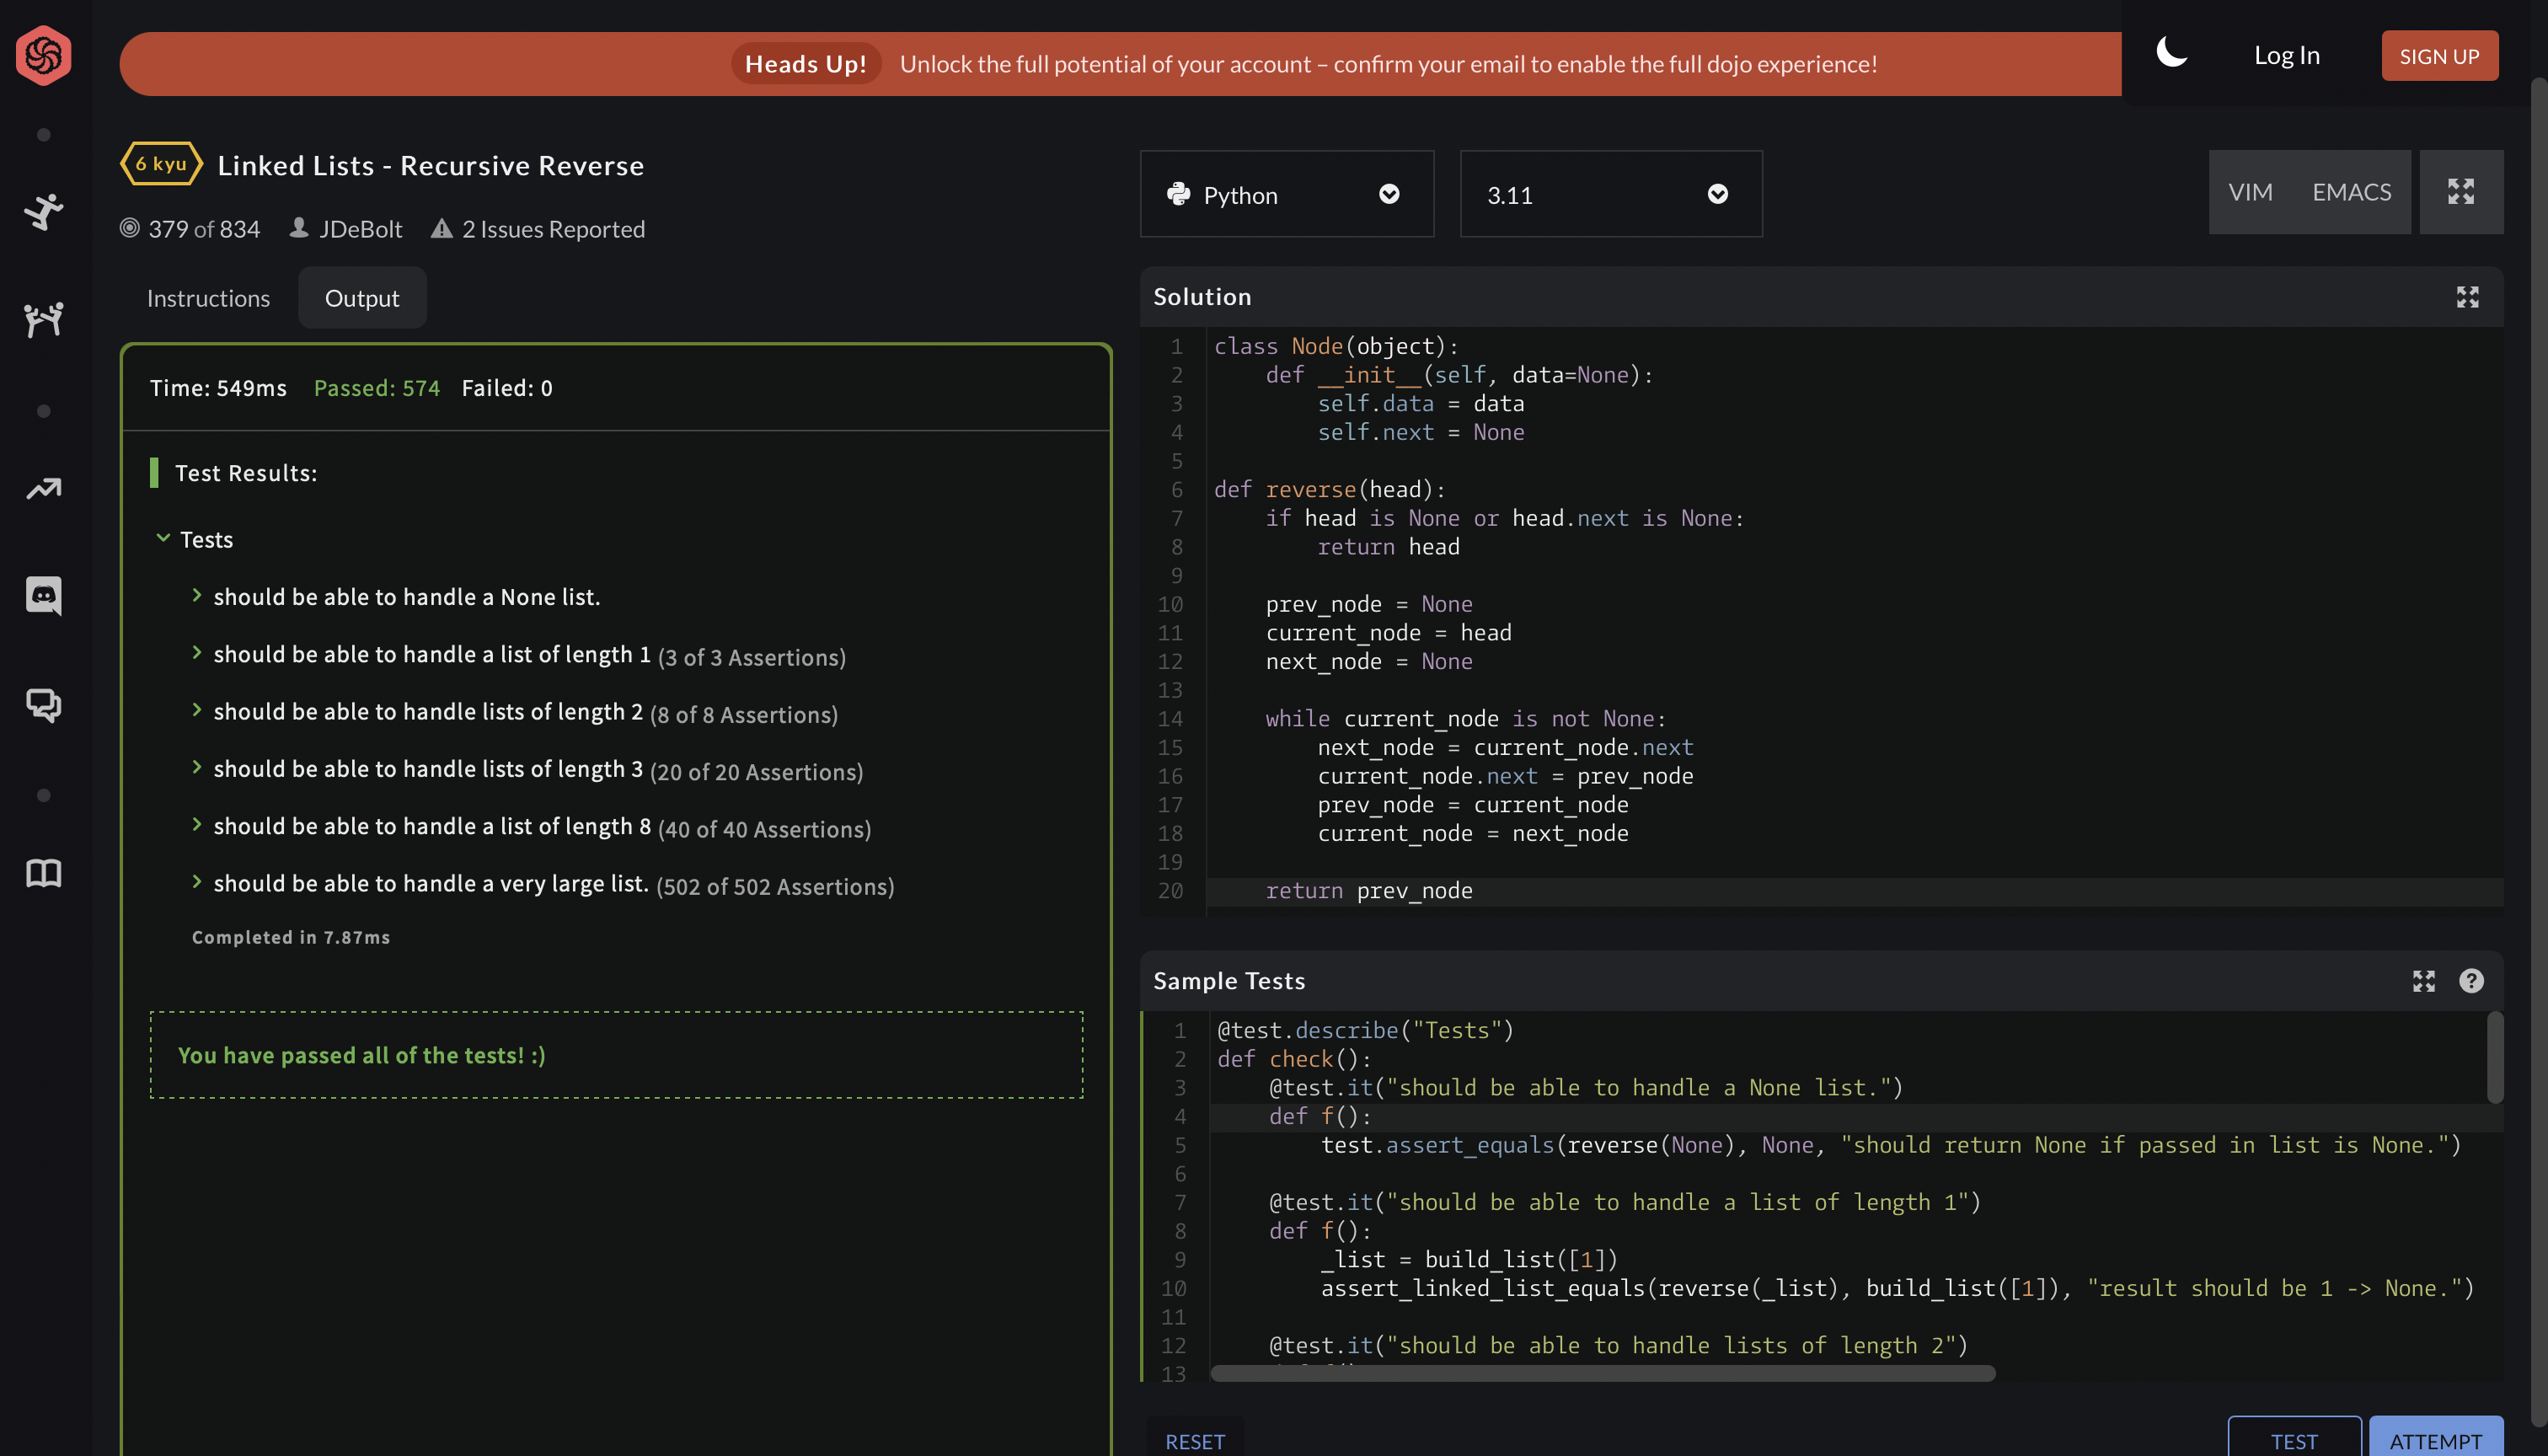 Heads Up! Unlock the full potential of your account – confirm your email to enable the full dojo experience!
Log In
SIGN UP
6 kyu Linked Lists - Recursive Reverse
379 of 834 JDeBolt 2 Issues Reported
Instructions Output
Time: 549ms Passed: 574 Failed: 0
Test Results:
Tests
should be able to handle a None list.
should be able to handle a list of length 1 (3 of 3 Assertions)
should be able to handle lists of length 2 (8 of 8 Assertions)
should be able to handle lists of length 3 (20 of 20 Assertions)
should be able to handle a list of length 8 (40 of 40 Assertions)
should be able to handle a very large list. (502 of 502 Assertions)
Completed in 7.87ms
You have passed all of the tests! :)
Python
3.11
VIM EMACS
Solution
1 class Node(object):
2     def __init__(self, data=None):
3         self.data = data
4         self.next = None
5
6 def reverse(head):
7     if head is None or head.next is None:
8         return head
9
10     prev_node = None
11     current_node = head
12     next_node = None
13
14     while current_node is not None:
15         next_node = current_node.next
16         current_node.next = prev_node
17         prev_node = current_node
18         current_node = next_node
19
20     return prev_node
Sample Tests
1 @test.describe("Tests")
2 def check():
3     @test.it("should be able to handle a None list.")
4     def f():
5         test.assert_equals(reverse(None), None, "should return None if passed in list is None.")
6
7     @test.it("should be able to handle a list of length 1")
8     def f():
9         _list = build_list([1])
10         assert_linked_list_equals(reverse(_list), build_list([1]), "result should be 1 -> None.")
11
12     @test.it("should be able to handle lists of length 2")
13
RESET
TEST
ATTEMPT